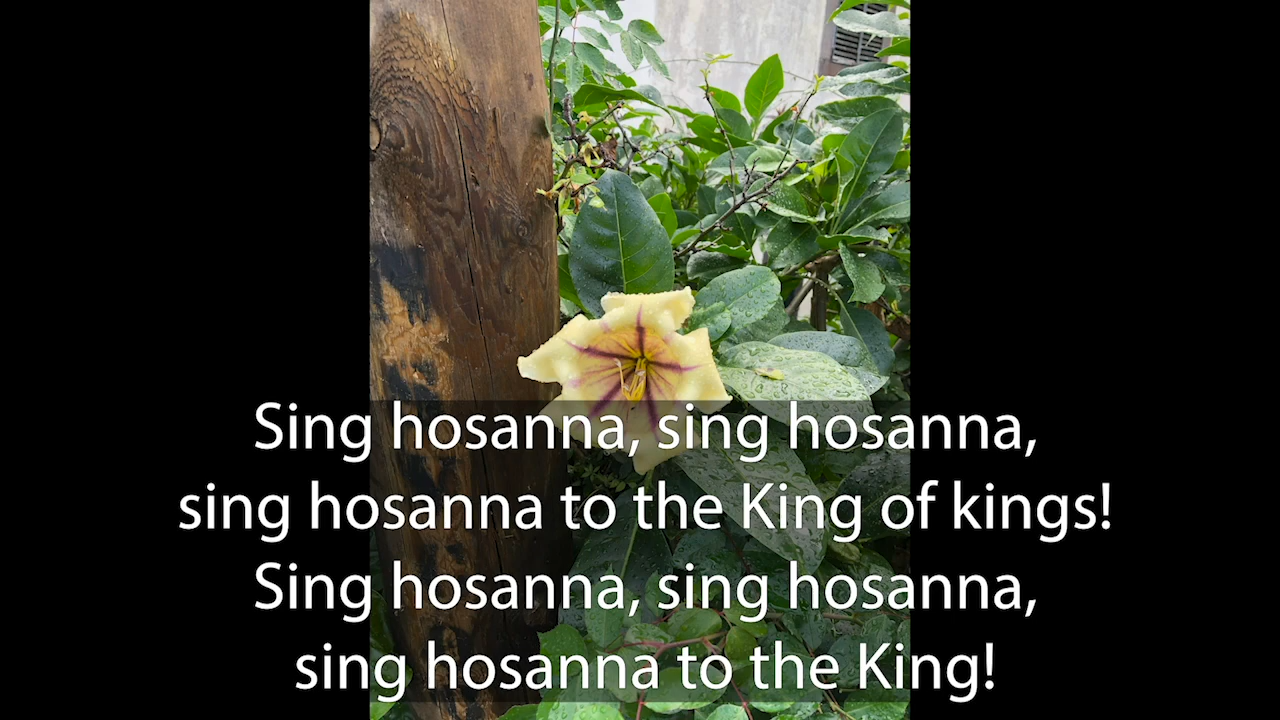 Sing hosanna, sing hosanna,
sing hosanna to the King of kings!
Sing hosanna, sing hosanna,
sing hosanna to the King!